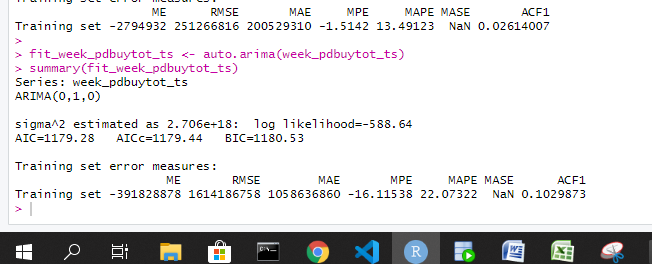 set error measures:
ME RMSE MAE MPE MAPE MASE ACF1
Training set -2794932 251266816 200529310 -1.5142 13.49123 NaN 0.02614007
>
> fit_week_pdbuytot_ts <- auto.arima(week_pdbuytot_ts)
> summary(fit_week_pdbuytot_ts)
Series: week_pdbuytot_ts
ARIMA(0,1,0)
sigma^2 estimated as 2.706e+18: log likelihood=-588.64
AIC=1179.28 AICc=1179.44 BIC=1180.53
Training set error measures:
ME RMSE MAE MPE MAPE MASE ACF1
Training set -391828878 1614186758 1058636860 -16.11538 22.07322 NaN 0.1029873
>
R
W
X